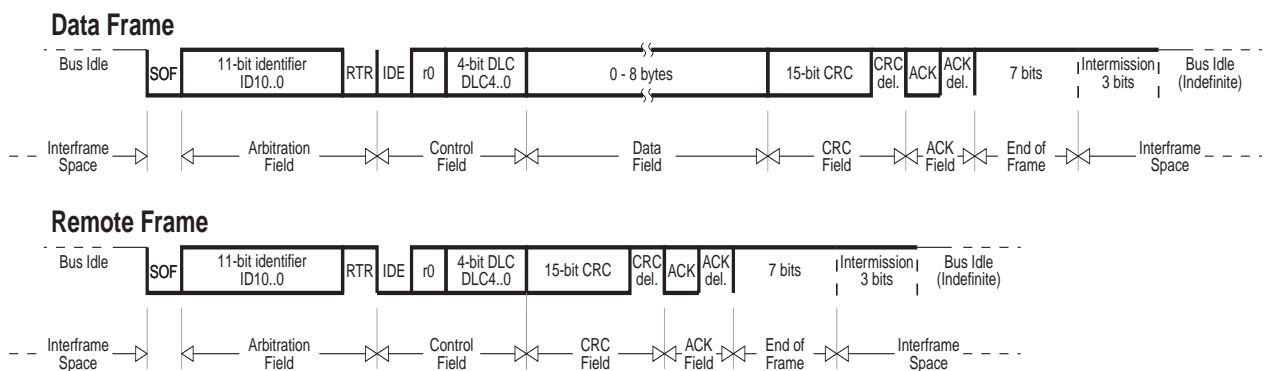 Data Frame
Bus Idle
SOF
11-bit identifier
ID10..0
RTR
IDE
r0
4-bit DLC
DLC4..0
0 - 8 bytes
15-bit CRC
CRC
del.
ACK
ACK
del.
7 bits
Intermission
3 bits
Bus Idle
(Indefinite)
Interframe
Space
Arbitration
Field
Control
Field
Data
Field
CRC
Field
ACK
Field
End of
Frame
Interframe
Space
Remote Frame
Bus Idle
SOF
11-bit identifier
ID10..0
RTR
IDE
r0
4-bit DLC
DLC4..0
15-bit CRC
CRC
del.
ACK
ACK
del.
7 bits
Intermission
3 bits
Bus Idle
(Indefinite)
Interframe
Space
Arbitration
Field
Control
Field
CRC
Field
ACK
Field
End of
Frame
Interframe
Space